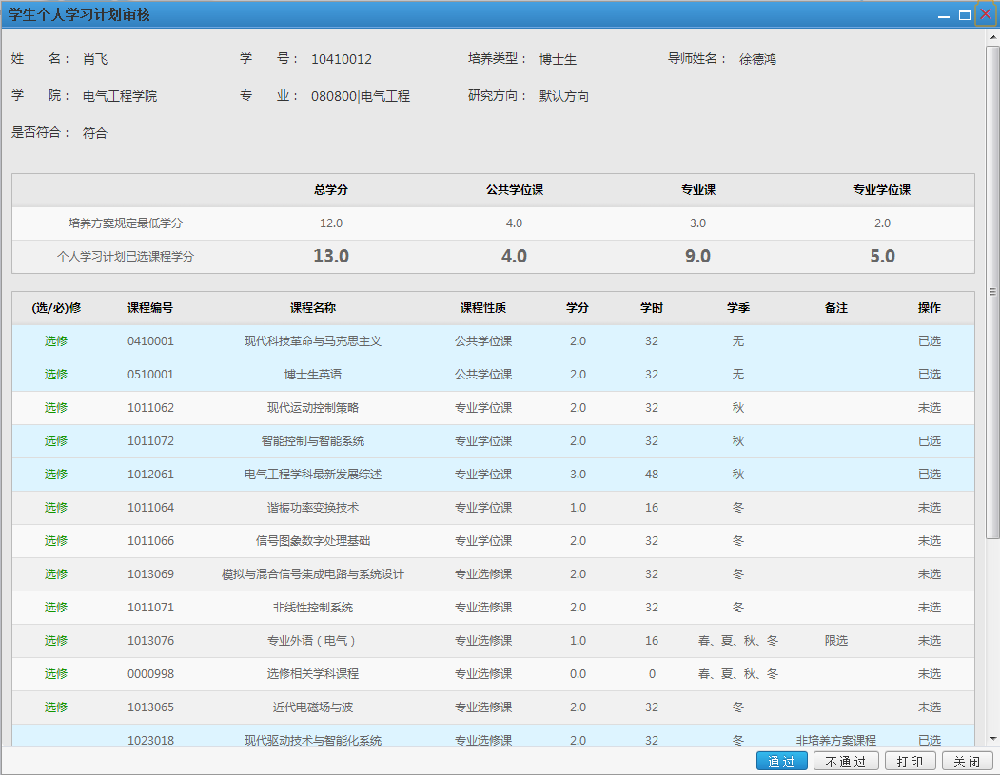 学生个人学习计划审核
姓 名： 肖飞 学 号： 10410012 培养类型： 博士生 导师姓名： 徐德鸿
学 院： 电气工程学院 专 业： 080800|电气工程 研究方向： 默认方向
是否符合： 符合
总学分 公共学位课 专业课 专业学位课
培养方案规定最低学分 12.0 4.0 3.0 2.0
个人学习计划已选课程学分 13.0 4.0 9.0 5.0
(选/必)修 课程编号 课程名称 课程性质 学分 学时 学季 备注 操作
选修 0410001 现代科技革命与马克思主义 公共学位课 2.0 32 无 已选
选修 0510001 博士生英语 公共学位课 2.0 32 无 已选
选修 1011062 现代运动控制策略 专业学位课 2.0 32 秋 未选
选修 1011072 智能控制与智能系统 专业学位课 2.0 32 秋 已选
选修 1012061 电气工程学科最新发展综述 专业学位课 3.0 48 秋 已选
选修 1011064 谐振功率变换技术 专业学位课 1.0 16 冬 未选
选修 1011066 信号图象数字处理基础 专业学位课 2.0 32 冬 未选
选修 1013069 模拟与混合信号集成电路与系统设计 专业选修课 2.0 32 冬 未选
选修 1011071 非线性控制系统 专业选修课 2.0 32 冬 未选
选修 1013076 专业外语（电气） 专业选修课 1.0 16 春、夏、秋、冬 限选 未选
选修 0000998 选修相关学科课程 专业选修课 0.0 0 春、夏、秋、冬 未选
选修 1013065 近代电磁场与波 专业选修课 2.0 32 冬 未选
1023018 现代驱动技术与智能化系统 专业选修课 2.0 32 冬 非培养方案课程 已选
通过 不通过 打印 关闭